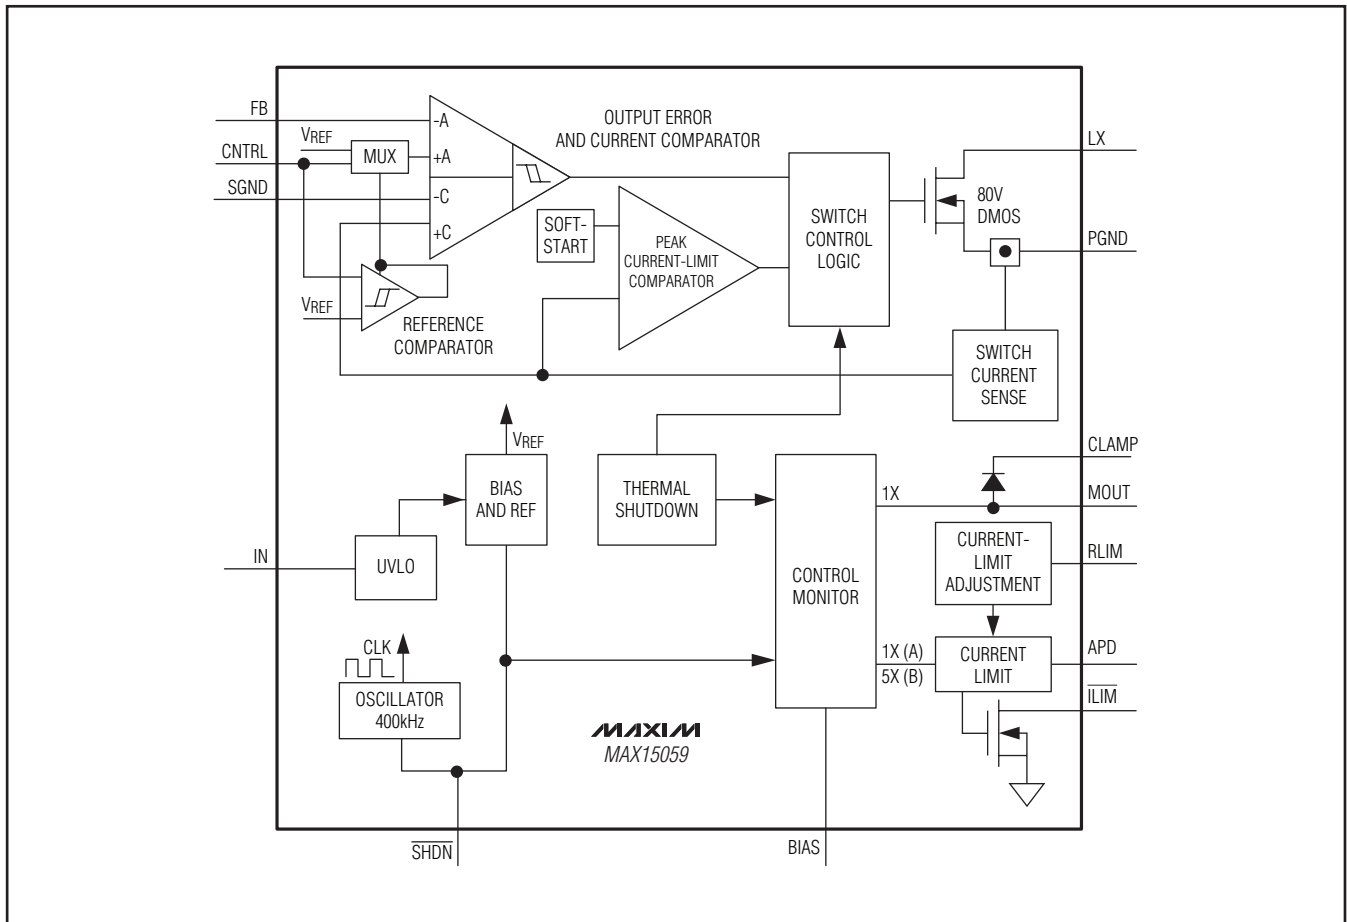 FB
VREF
CNTRL
MUX
SGND
-A
+A
-C
+C
OUTPUT ERROR
AND CURRENT COMPARATOR
SOFT-
START
PEAK
CURRENT-LIMIT
COMPARATOR
SWITCH
CONTROL
LOGIC
80V
DMOS
LX
PGND
VREF
REFERENCE
COMPARATOR
SWITCH
CURRENT
SENSE
VREF
BIAS
AND REF
THERMAL
SHUTDOWN
1X
CLAMP
MOUT
IN
UVLO
CONTROL
MONITOR
CURRENT-
LIMIT
ADJUSTMENT
RLIM
CLK
OSCILLATOR
400kHz
1X (A)
5X (B)
CURRENT
LIMIT
APD
ILIM
MAXIM
MAX15059
SHDN
BIAS